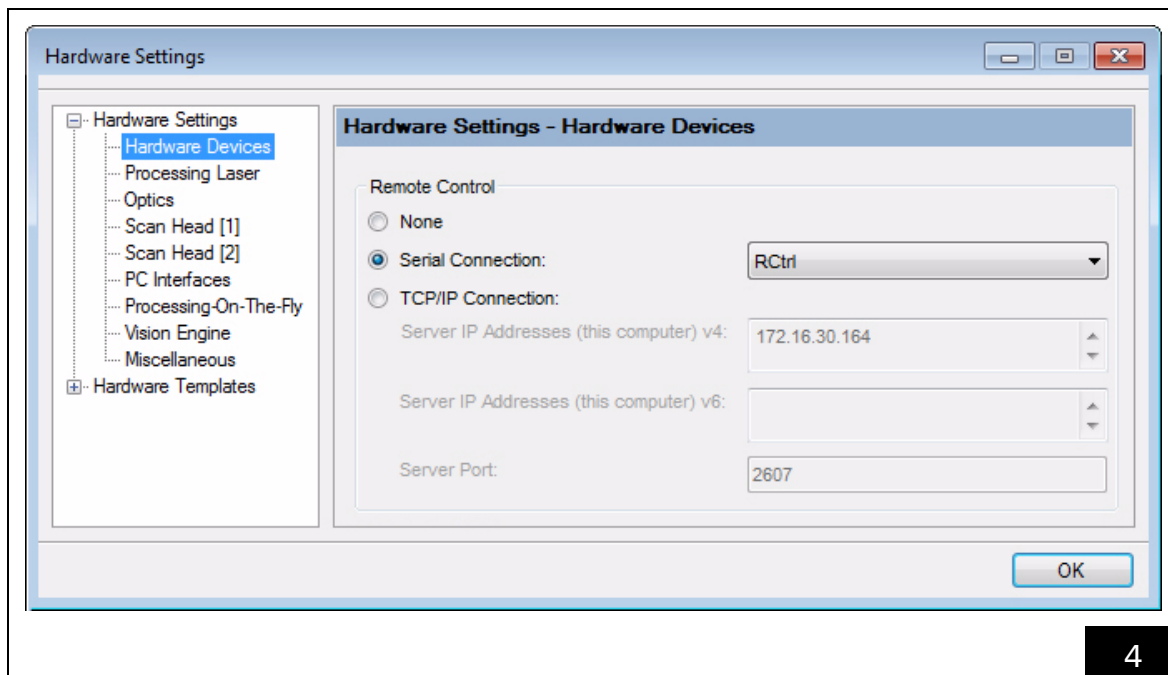 Hardware Settings
Hardware Settings
Hardware Devices
Processing Laser
Optics
Scan Head [1]
Scan Head [2]
PC Interfaces
Processing-On-The-Fly
Vision Engine
Miscellaneous
Hardware Templates
Hardware Settings - Hardware Devices
Remote Control
None
Serial Connection: RCtrl
TCP/IP Connection:
Server IP Addresses (this computer) v4: 172.16.30.164
Server IP Addresses (this computer) v6:
Server Port: 2607
OK
4